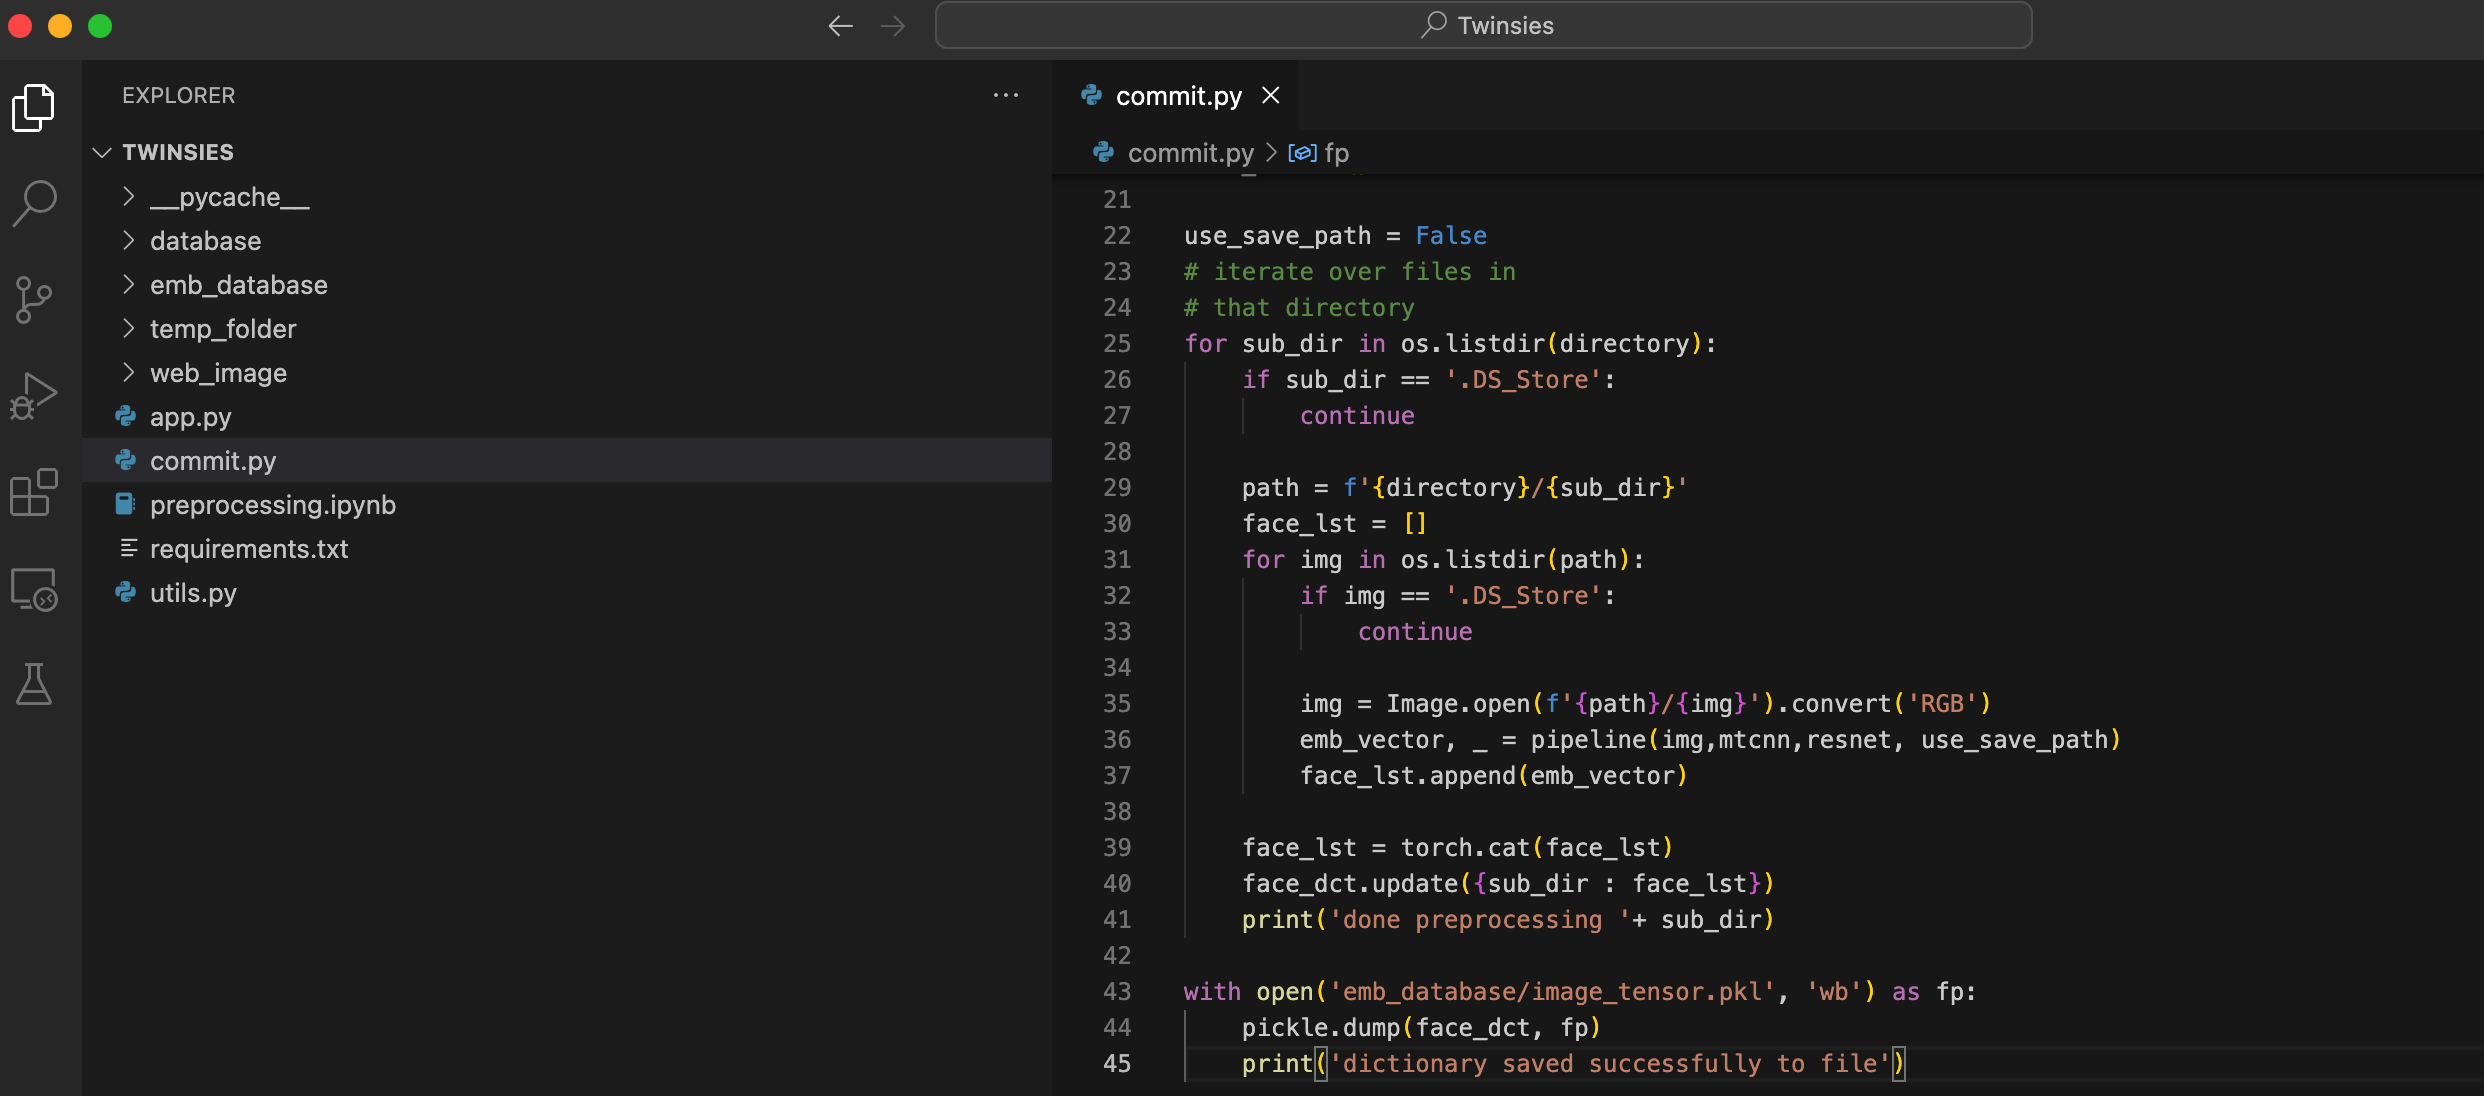 Twinsies
EXPLORER
TWINSIES
__pycache__
database
emb_database
temp_folder
web_image
app.py
commit.py
preprocessing.ipynb
requirements.txt
utils.py
commit.py
commit.py > fp
21
22 use_save_path = False
23 # iterate over files in
24 # that directory
25 for sub_dir in os.listdir(directory):
26     if sub_dir == '.DS_Store':
27         continue
28
29     path = f'{directory}/{sub_dir}'
30     face_lst = []
31     for img in os.listdir(path):
32         if img == '.DS_Store':
33             continue
34
35         img = Image.open(f'{path}/{img}').convert('RGB')
36         emb_vector, _ = pipeline(img,mtcnn,resnet, use_save_path)
37         face_lst.append(emb_vector)
38
39     face_lst = torch.cat(face_lst)
40     face_dct.update({sub_dir : face_lst})
41     print('done preprocessing '+ sub_dir)
42
43 with open('emb_database/image_tensor.pkl', 'wb') as fp:
44     pickle.dump(face_dct, fp)
45     print('dictionary saved successfully to file')